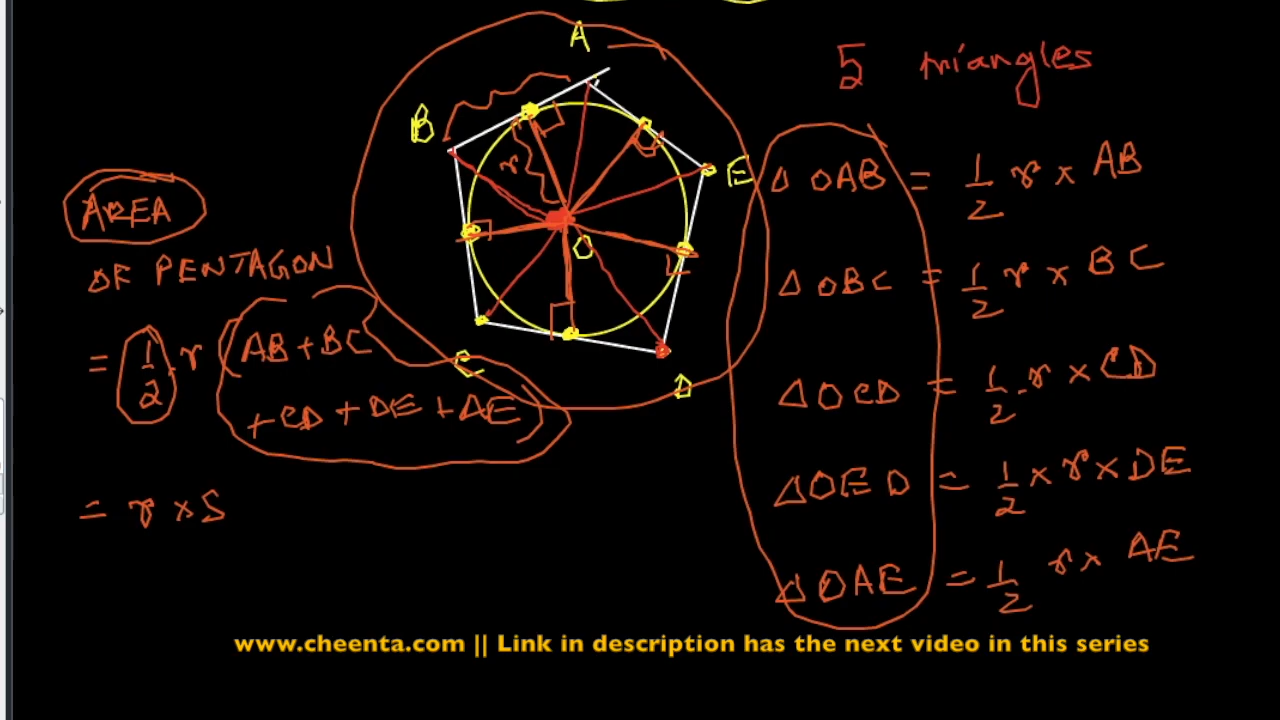 A
B
r
E
O
C
D
5 triangles
AREA
OF PENTAGON
= 1/2 . r (AB + BC
+ CD + DE + AE)
= r × S
Δ OAB = 1/2 r × AB
Δ OBC = 1/2 r × BC
Δ OCD = 1/2 . r × CD
Δ OED = 1/2 × r × DE
Δ OAE = 1/2 r × AE
www.cheenta.com || Link in description has the next video in this series